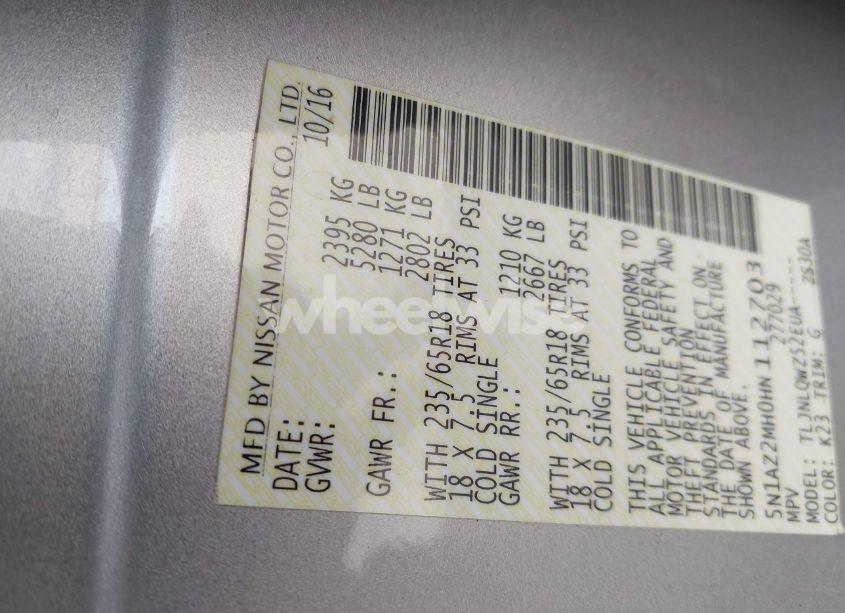 MFD BY NISSAN MOTOR CO., LTD.
DATE: 10/16
GVWR: 2395 KG
5280 LB
GAWR FR.: 1271 KG
2802 LB
WITH 235/65R18 TIRES
18 X 7.5 RIMS AT 33 PSI
COLD SINGLE
GAWR RR.: 1210 KG
2667 LB
WITH 235/65R18 TIRES
18 X 7.5 RIMS AT 33 PSI
COLD SINGLE
THIS VEHICLE CONFORMS TO
ALL APPLICABLE FEDERAL
MOTOR VEHICLE SAFETY AND
THEFT PREVENTION
STANDARDS IN EFFECT ON
THE DATE OF MANUFACTURE
SHOWN ABOVE.
5N1AZ2MH0HN112703
MPV 277029
MODEL: TLJNLQWZS2EUA-----
COLOR: K23 TRIM: G ZS30A
wheelwise